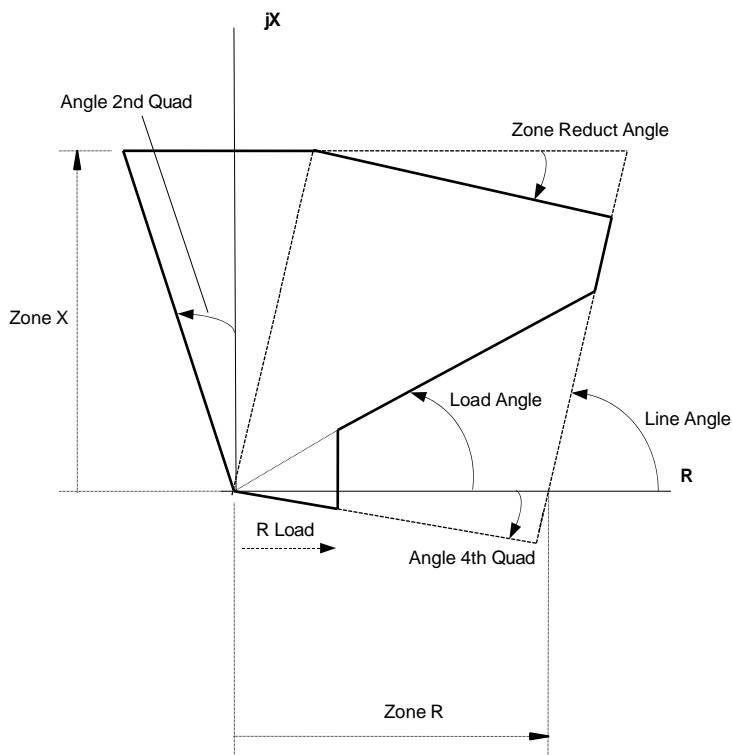 jX
Angle 2nd Quad
Zone Reduct Angle
Zone X
Load Angle
Line Angle
R
R Load
Angle 4th Quad
Zone R